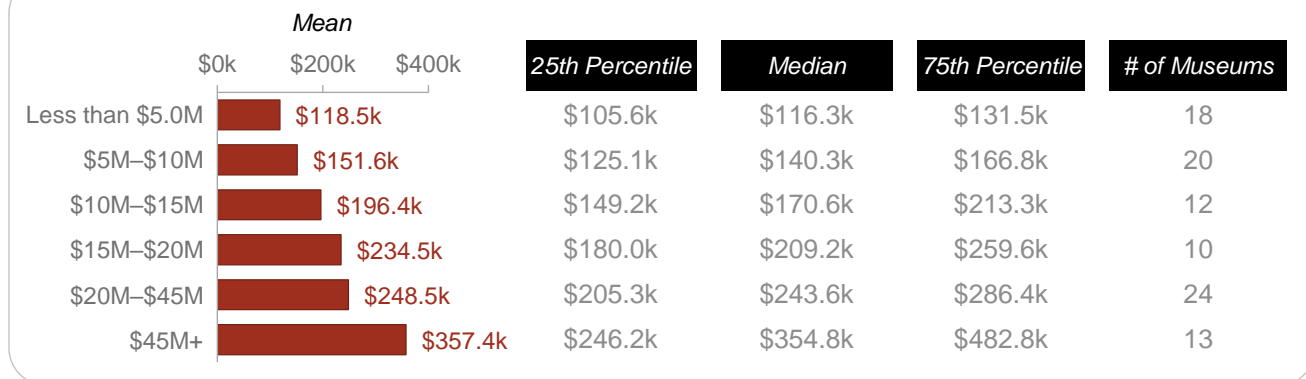 Mean
$0k $200k $400k 25th Percentile Median 75th Percentile # of Museums
Less than $5.0M $118.5k $105.6k $116.3k $131.5k 18
$5M–$10M $151.6k $125.1k $140.3k $166.8k 20
$10M–$15M $196.4k $149.2k $170.6k $213.3k 12
$15M–$20M $234.5k $180.0k $209.2k $259.6k 10
$20M–$45M $248.5k $205.3k $243.6k $286.4k 24
$45M+ $357.4k $246.2k $354.8k $482.8k 13